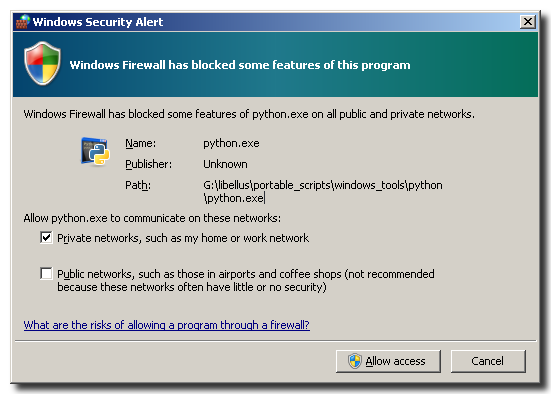 Windows Security Alert
Windows Firewall has blocked some features of this program
Windows Firewall has blocked some features of python.exe on all public and private networks.
Name: python.exe
Publisher: Unknown
Path: G:\libellus\portable_scripts\windows_tools\python
\python.exe
Allow python.exe to communicate on these networks:
Private networks, such as my home or work network
Public networks, such as those in airports and coffee shops (not recommended
because these networks often have little or no security)
What are the risks of allowing a program through a firewall?
Allow access Cancel